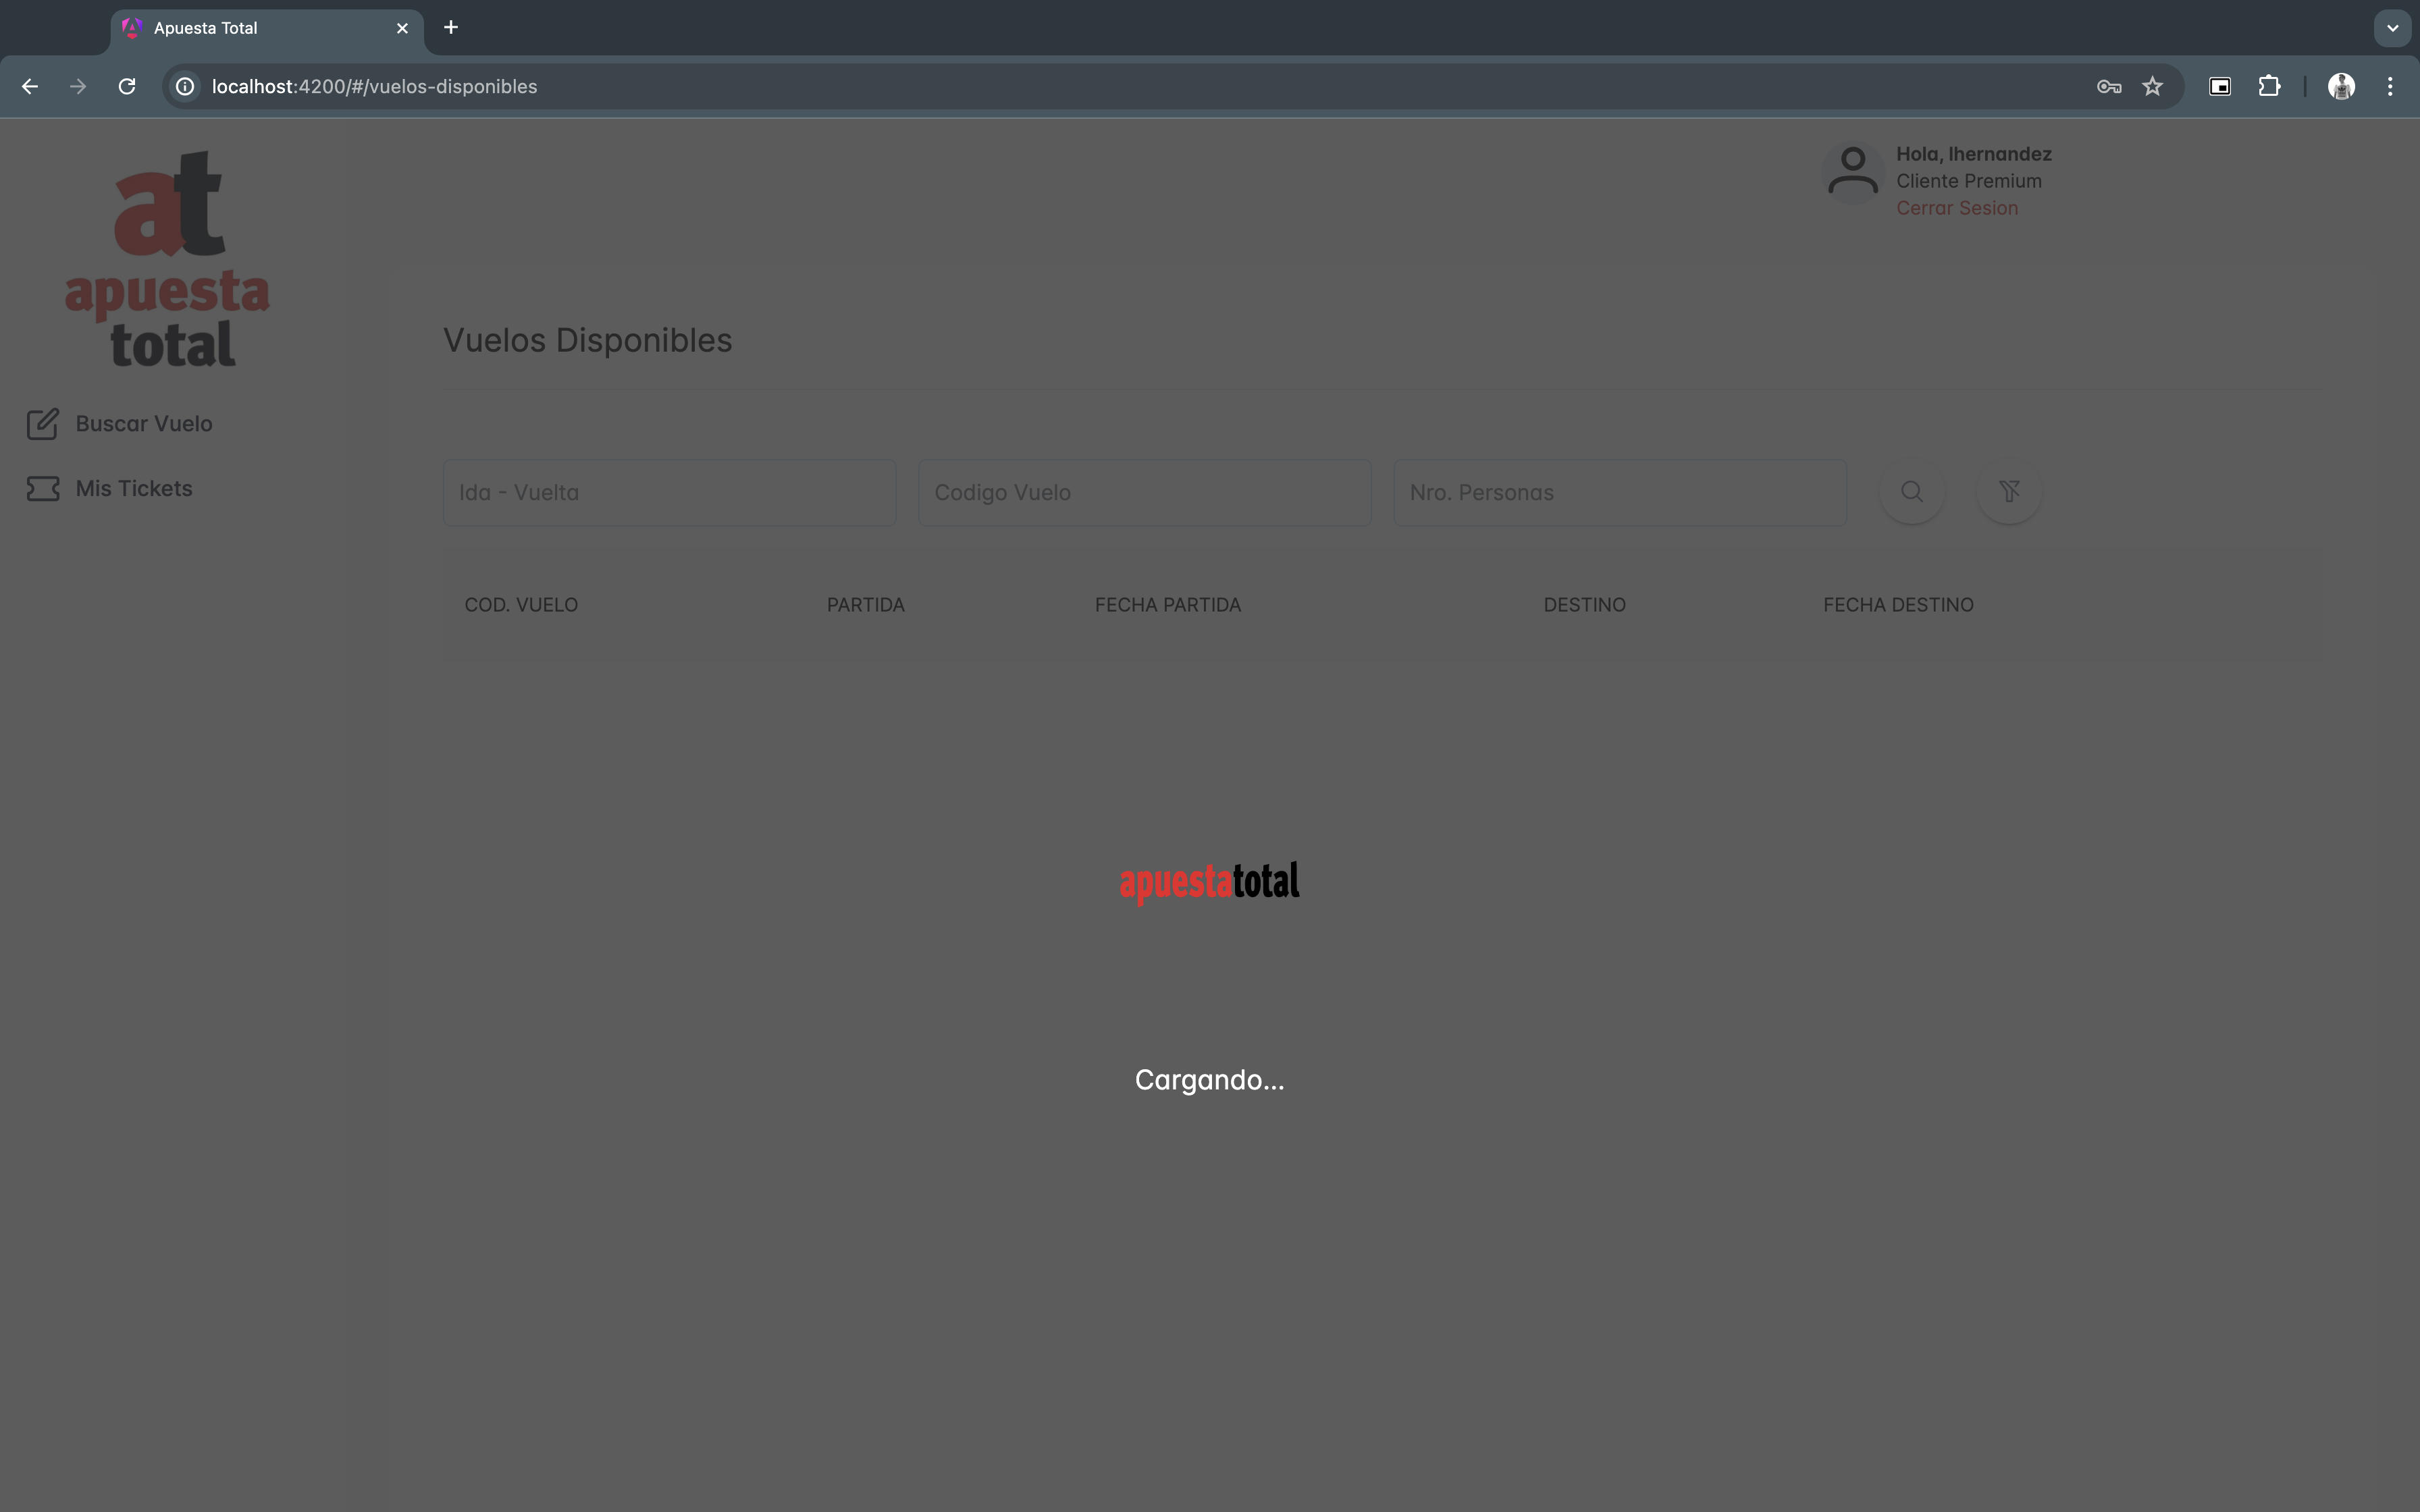 Apuesta Total
localhost:4200/#/vuelos-disponibles
at
apuesta
total
Hola, lhernandez
Cliente Premium
Cerrar Sesion
Buscar Vuelo
Mis Tickets
Vuelos Disponibles
Ida - Vuelta
Codigo Vuelo
Nro. Personas
COD. VUELO
PARTIDA
FECHA PARTIDA
DESTINO
FECHA DESTINO
apuestatotal
Cargando...